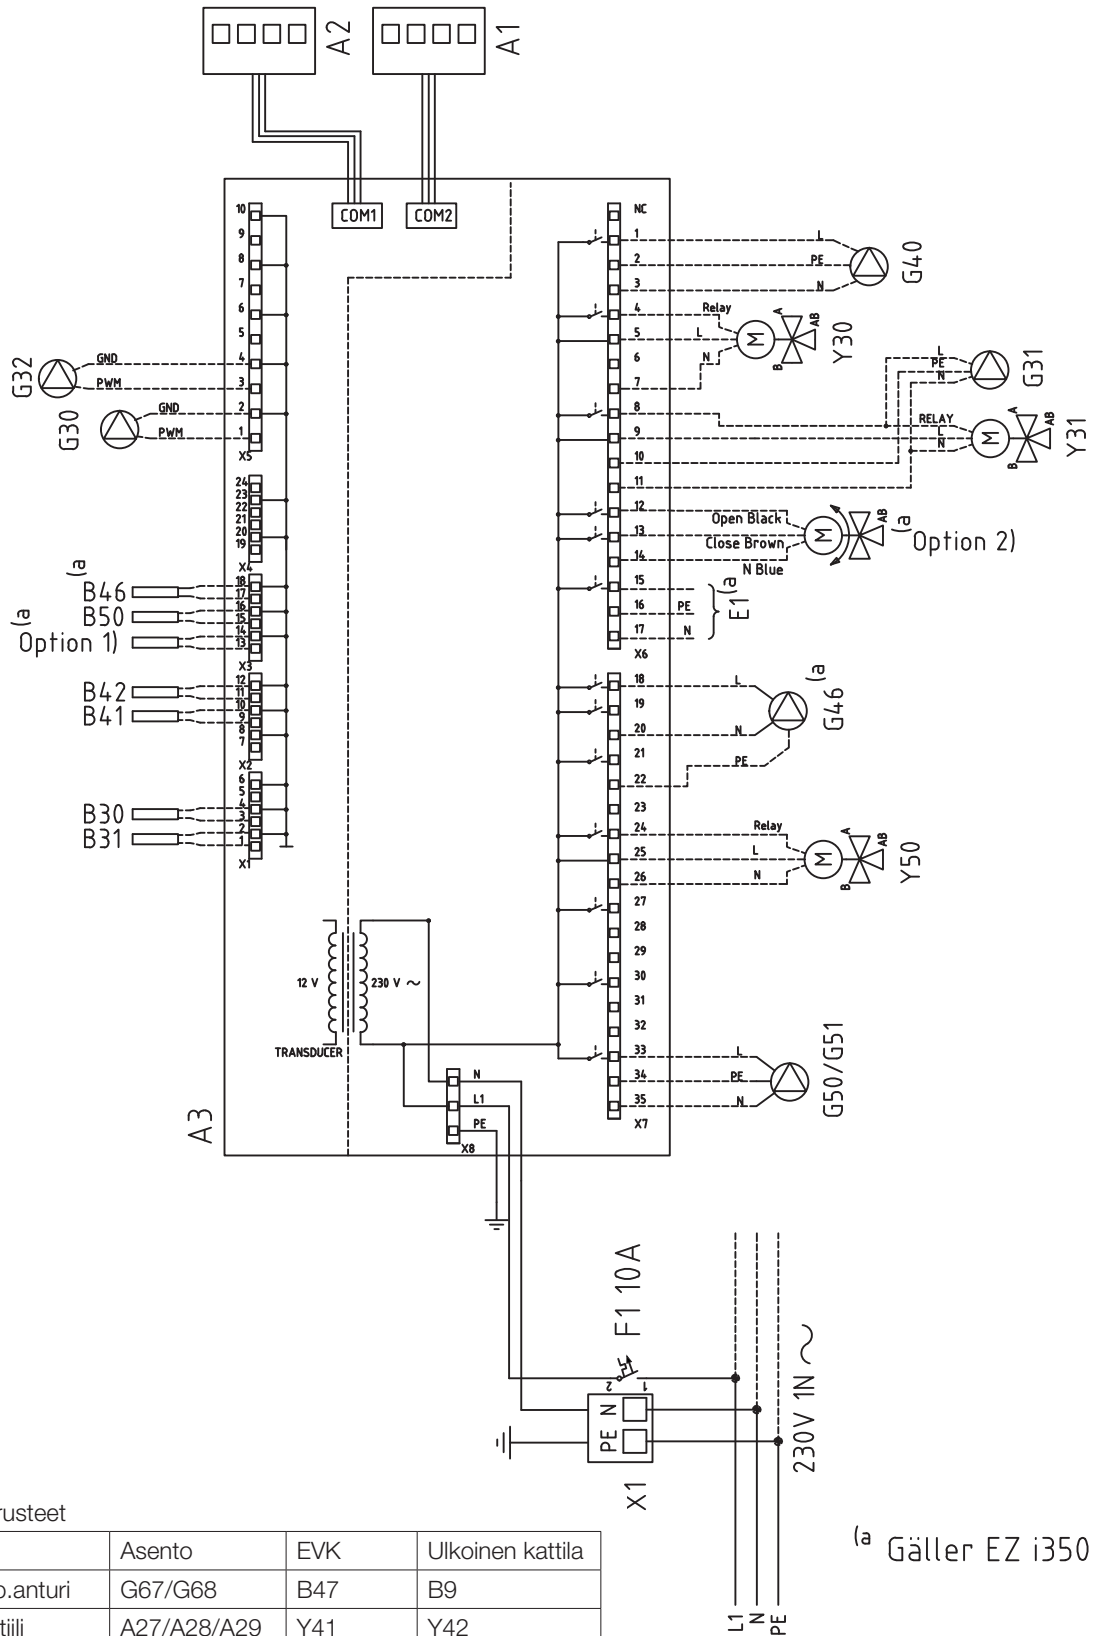 A2
A1
COM1
COM2
10
9
8
7
6
5
4
3
2
1
X5
GND
PWM
G32
GND
PWM
G30
24
23
22
21
20
19
X4
18
17
16
15
14
13
X3
(a
B46
B50
(a
Option 1)
12
11
10
9
8
7
X2
B42
B41
6
5
4
3
2
1
X1
B30
B31
NC
1
2
3
4
5
6
7
8
9
10
11
12
13
14
15
16
17
X6
L
PE
N
G40
Relay
L
N
M
A
AB
B
Y30
L
PE
N
G31
RELAY
L
N
M
A
AB
B
Y31
Open Black
Close Brown
N Blue
M
AB
(a
Option 2)
PE
N
E1
(a
18
19
20
21
22
23
24
25
26
27
28
29
30
31
32
33
34
35
X7
L
N
PE
G46
(a
Relay
L
N
M
A
AB
B
Y50
L
PE
N
G50/G51
12 V
230 V ~
TRANSDUCER
N
L1
PE
X8
A3
F1 10A
2
1
PE N
X1
230V 1N ~
L1
N
PE
(a Gäller EZ i350
rusteet
Asento EVK Ulkoinen kattila
o.anturi G67/G68 B47 B9
tiili A27/A28/A29 Y41 Y42